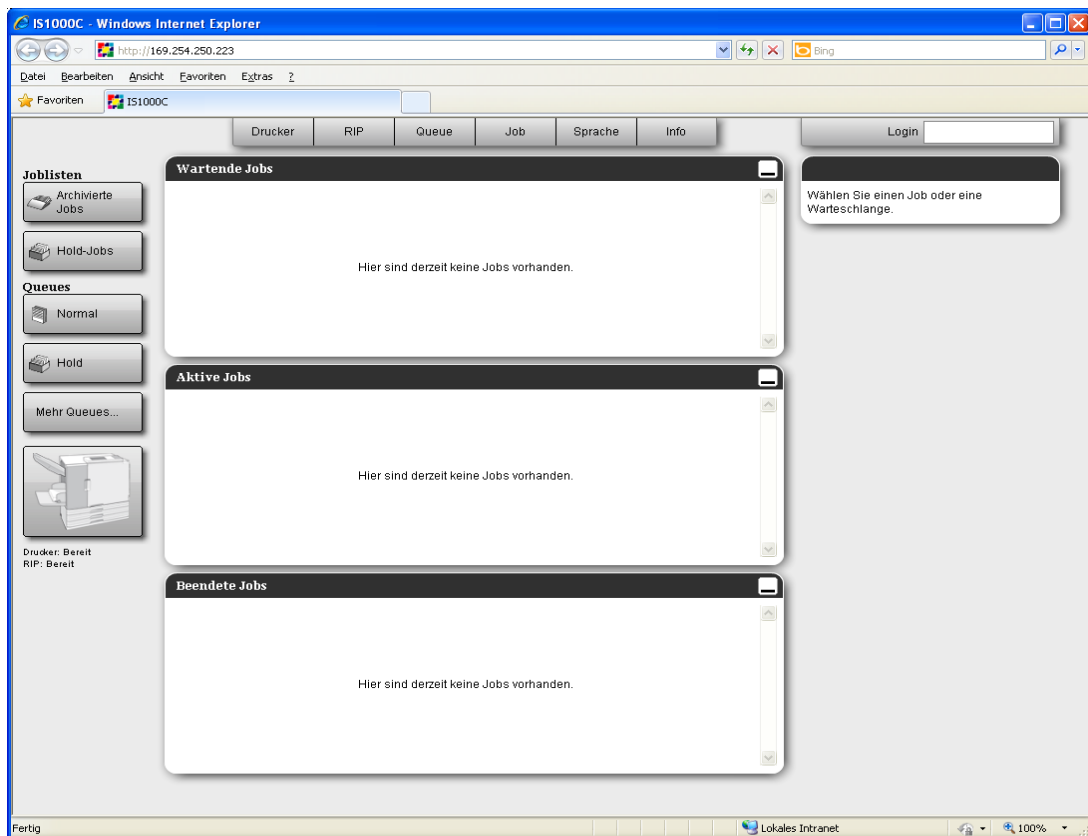 IS1000C - Windows Internet Explorer
http://169.254.250.223
Bing
Datei Bearbeiten Ansicht Favoriten Extras ?
Favoriten
IS1000C
Drucker RIP Queue Job Sprache Info
Login
Joblisten
Archivierte
Jobs
Hold-Jobs
Queues
Normal
Hold
Mehr Queues...
Drucker: Bereit
RIP: Bereit
Wartende Jobs
Hier sind derzeit keine Jobs vorhanden.
Aktive Jobs
Hier sind derzeit keine Jobs vorhanden.
Beendete Jobs
Hier sind derzeit keine Jobs vorhanden.
Wählen Sie einen Job oder eine
Warteschlange.
Fertig
Lokales Intranet
100%